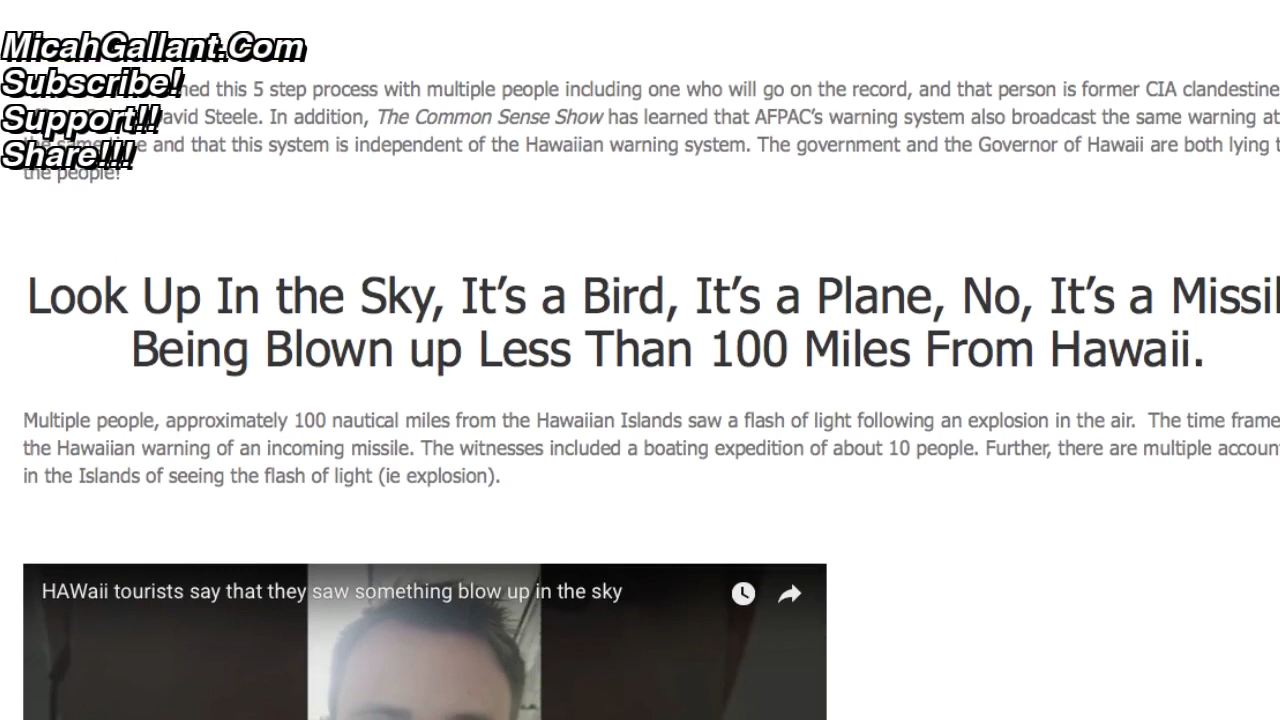 MicahGallant.Com
Subscribe!
Support!!
Share!!!!
this 5 step process with multiple people including one who will go on the record, and that person is former CIA clandestine
David Steele. In addition, The Common Sense Show has learned that AFPAC’s warning system also broadcast the same warning at
the same time and that this system is independent of the Hawaiian warning system. The government and the Governor of Hawaii are both lying t
the people!
Look Up In the Sky, It’s a Bird, It’s a Plane, No, It’s a Missil
Being Blown up Less Than 100 Miles From Hawaii.
Multiple people, approximately 100 nautical miles from the Hawaiian Islands saw a flash of light following an explosion in the air. The time frame
the Hawaiian warning of an incoming missile. The witnesses included a boating expedition of about 10 people. Further, there are multiple accoun
in the Islands of seeing the flash of light (ie explosion).
HAWaii tourists say that they saw something blow up in the sky